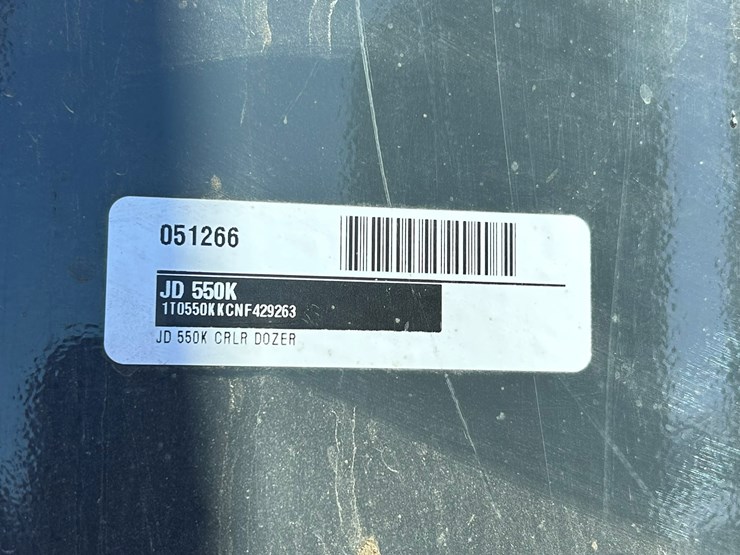 051266
JD 550K
1T0550KKCNF429263
JD 550K CRLR DOZER